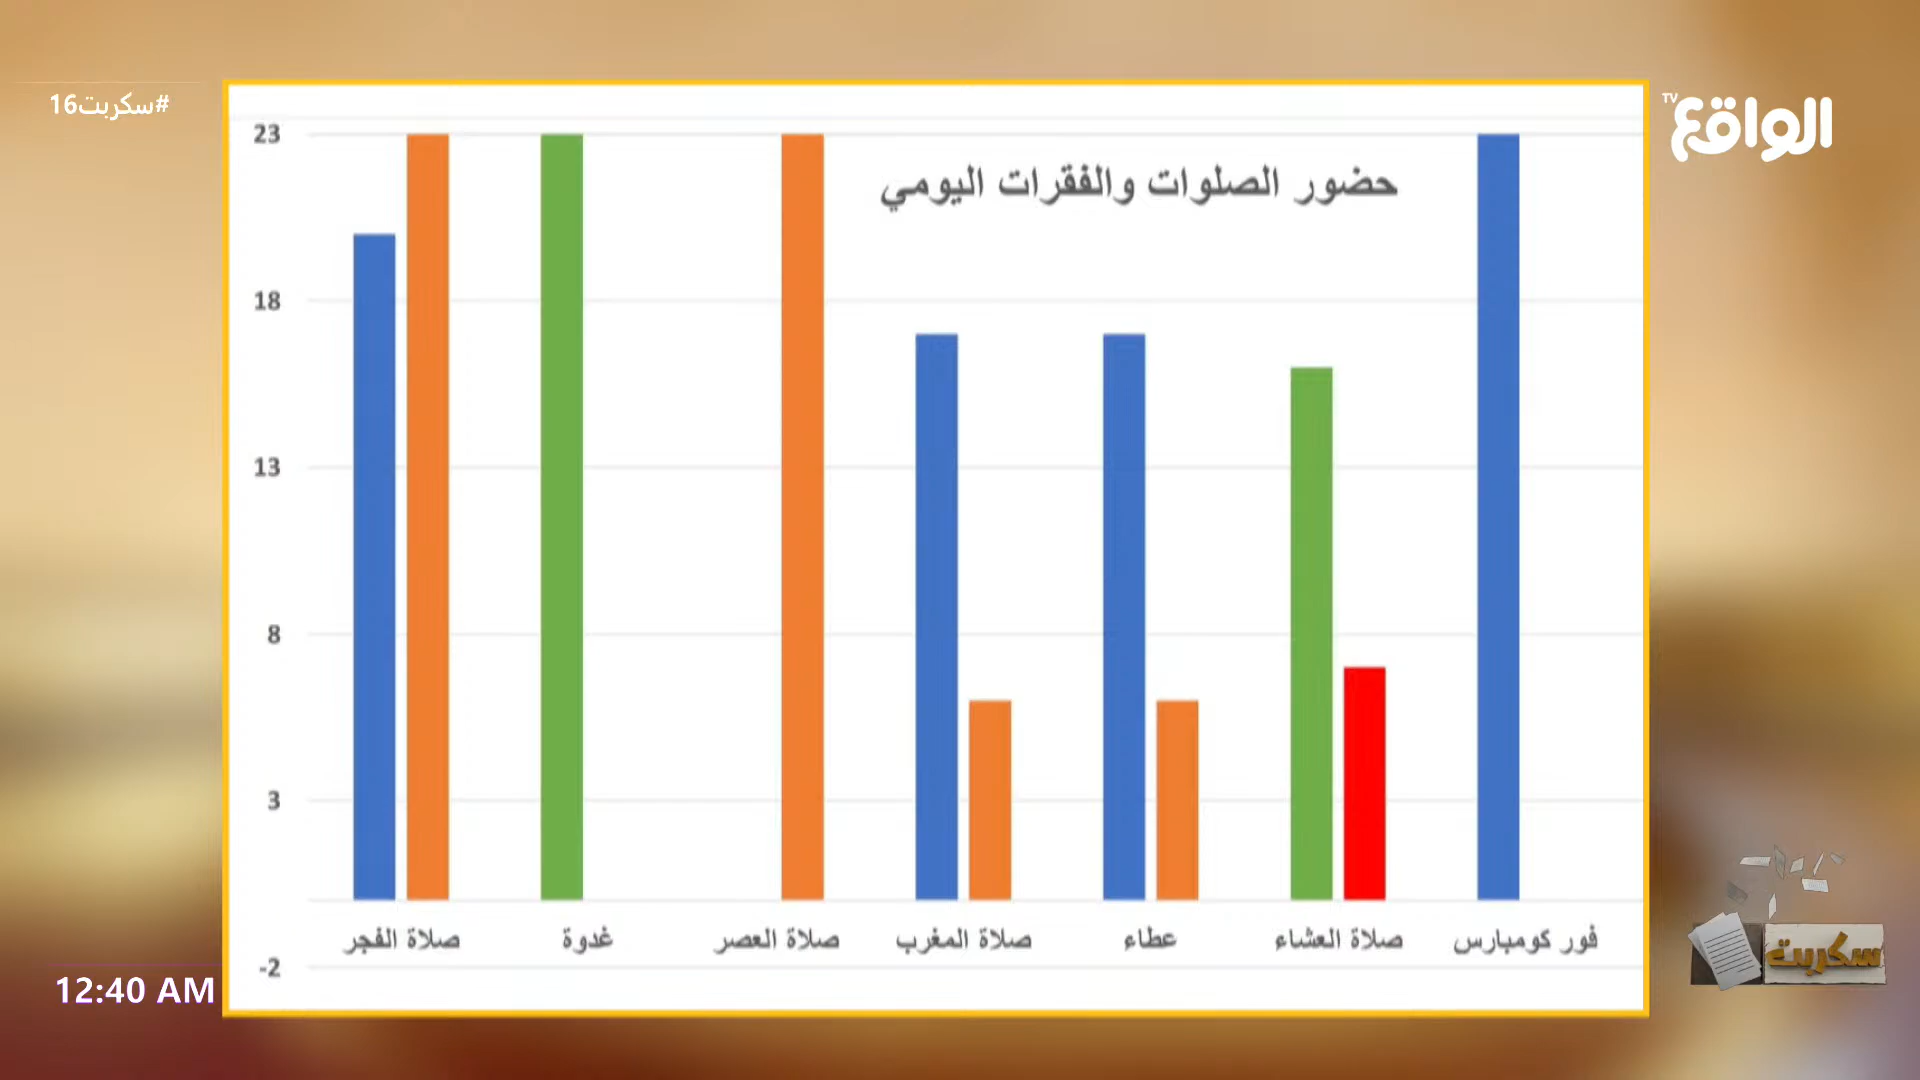 #سكربت16
الواقع TV
حضور الصلوات والفقرات اليومي
23
18
13
8
3
-2
صلاة الفجر
غدوة
صلاة العصر
صلاة المغرب
عطاء
صلاة العشاء
فور كومبارس
12:40 AM
سكربت